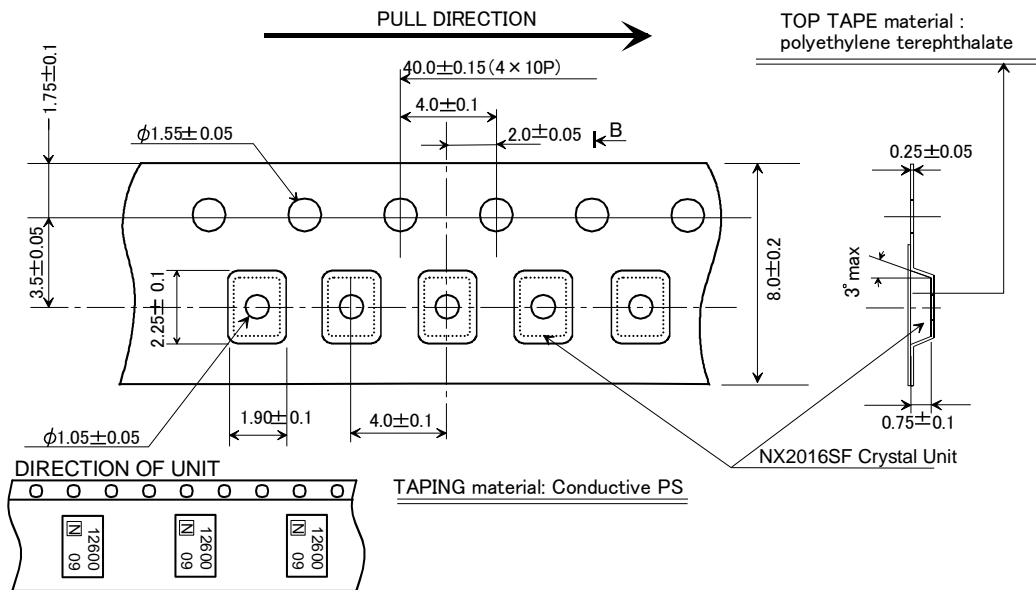 PULL DIRECTION
TOP TAPE material :
polyethylene terephthalate
1.75±0.1
40.0±0.15(4×10P)
4.0±0.1
φ1.55±0.05
2.0±0.05
B
0.25±0.05
3.5±0.05
2.25±0.1
8.0±0.2
3°max
1.90±0.1
4.0±0.1
0.75±0.1
φ1.05±0.05
NX2016SF Crystal Unit
DIRECTION OF UNIT
TAPING material: Conductive PS
12600
N 09
12600
N 09
12600
N 09